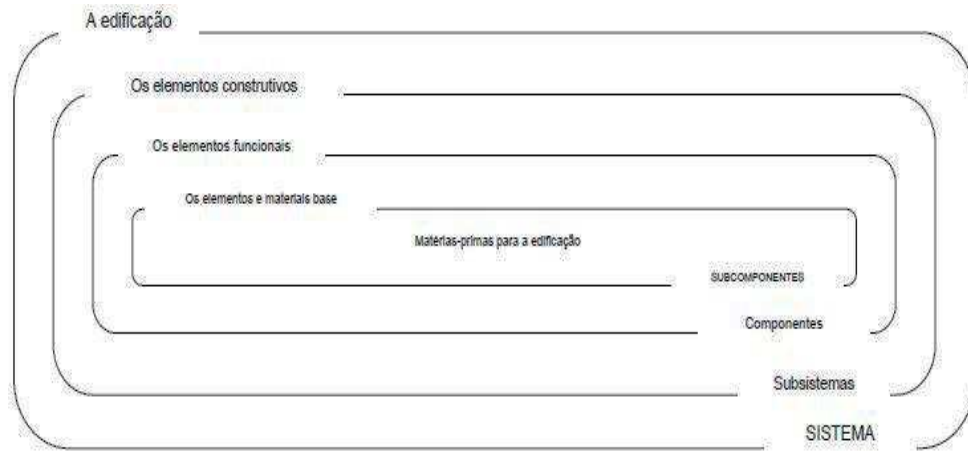 A edificação
Os elementos construtivos
Os elementos funcionais
Os elementos e materiais base
Matérias-primas para a edificação
SUBCOMPONENTES
Componentes
Subsistemas
SISTEMA